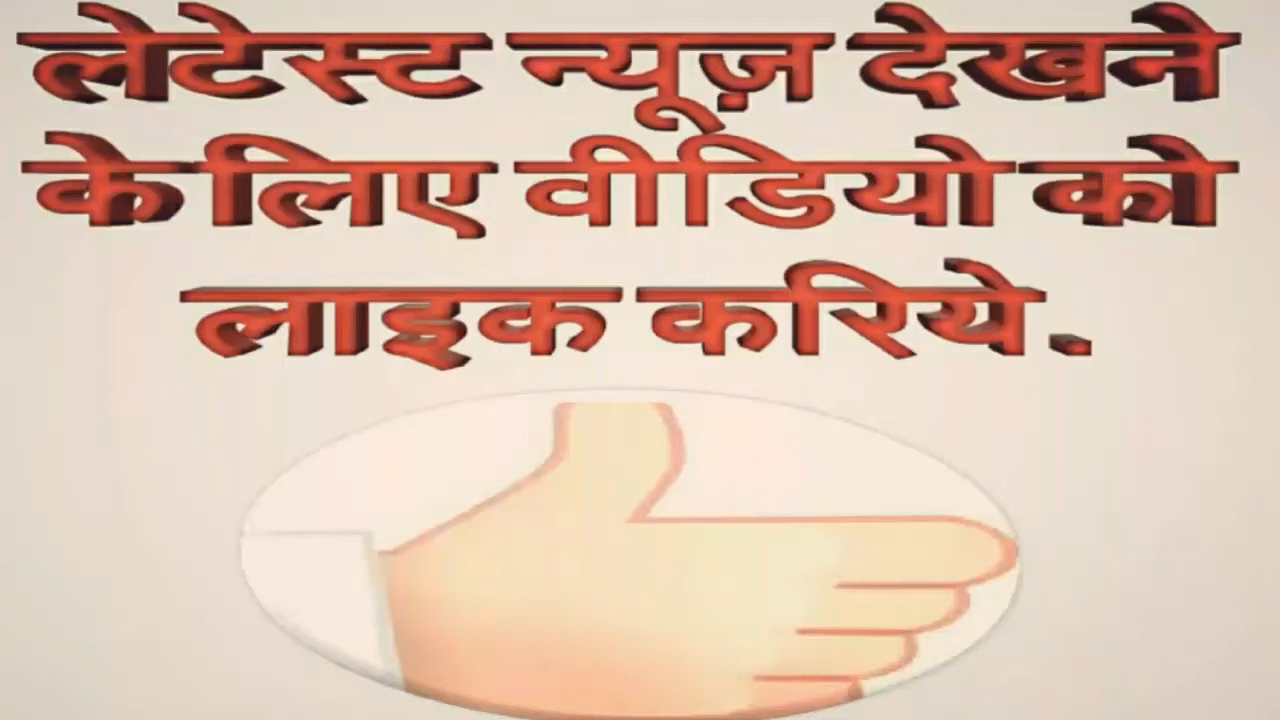 लेटेस्ट न्यूज़ देखने
के लिए वीडियो को
लाइक करिये.